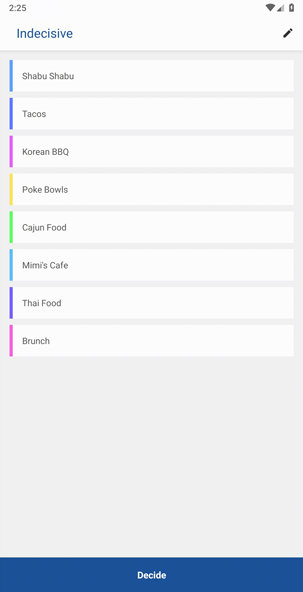 2:25
Indecisive
Shabu Shabu
Tacos
Korean BBQ
Poke Bowls
Cajun Food
Mimi's Cafe
Thai Food
Brunch
Decide